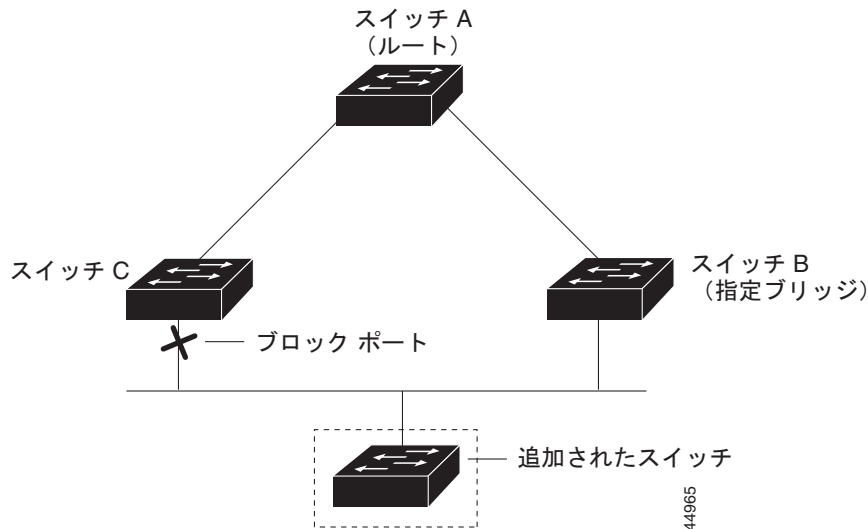 スイッチ A
（ルート）
スイッチ C
スイッチ B
（指定ブリッジ）
ブロック ポート
追加されたスイッチ
44965